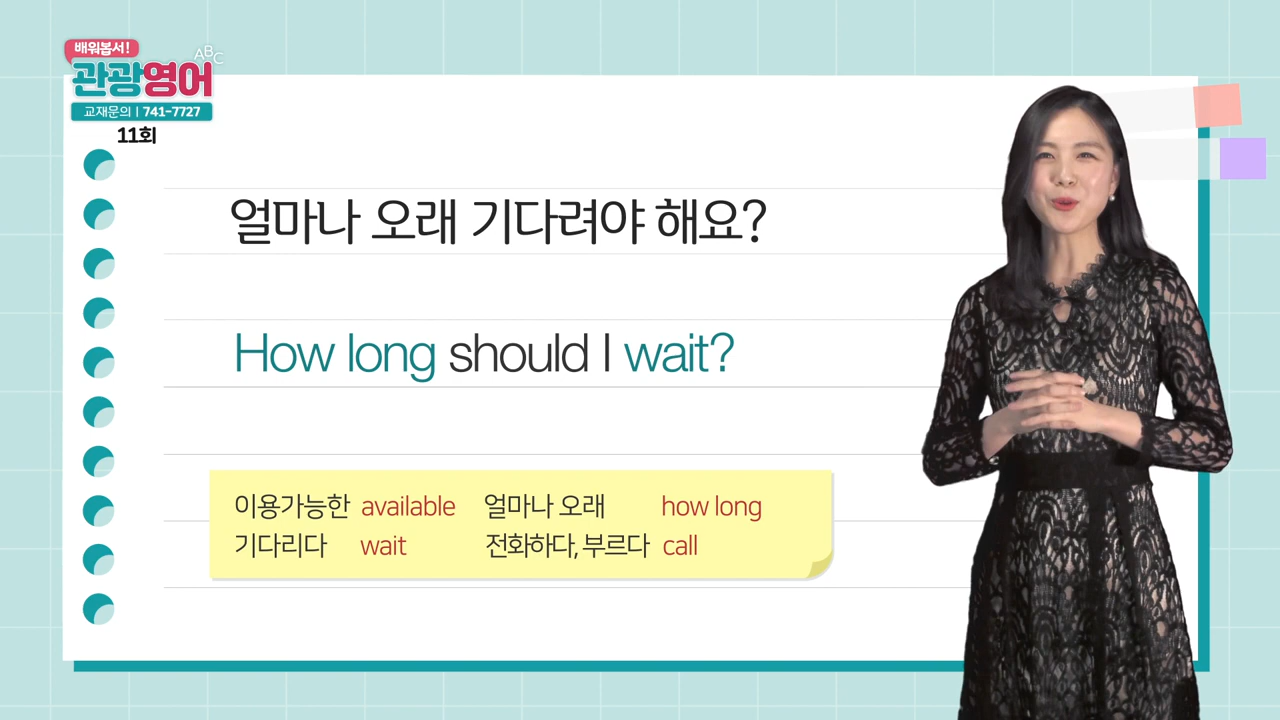 배워봅서!
ABC
관광영어
교재문의 | 741-7727
11회
얼마나 오래 기다려야 해요?
How long should I wait?
이용가능한 available 얼마나 오래 how long
기다리다 wait 전화하다, 부르다 call